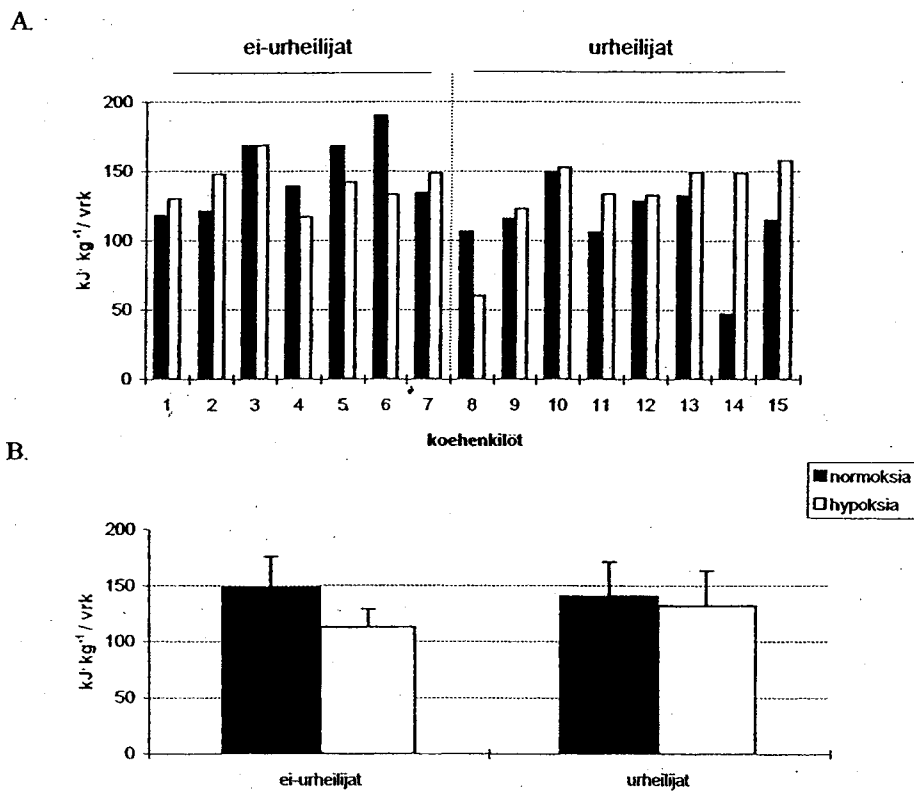 A.
ei-urheilijat
urheilijat
200
150
100
50
0
kJ· kg⁻¹/ vrk
1 2 3 4 5 6 7 8 9 10 11 12 13 14 15
koehenkilöt
B.
normoksia
hypoksia
200
150
100
50
0
kJ· kg⁻¹/ vrk
ei-urheilijat
urheilijat